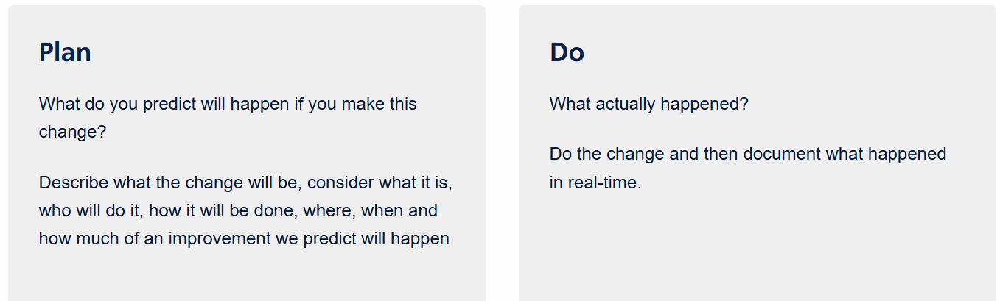 Plan
What do you predict will happen if you make this
change?
Describe what the change will be, consider what it is,
who will do it, how it will be done, where, when and
how much of an improvement we predict will happen
Do
What actually happened?
Do the change and then document what happened
in real-time.